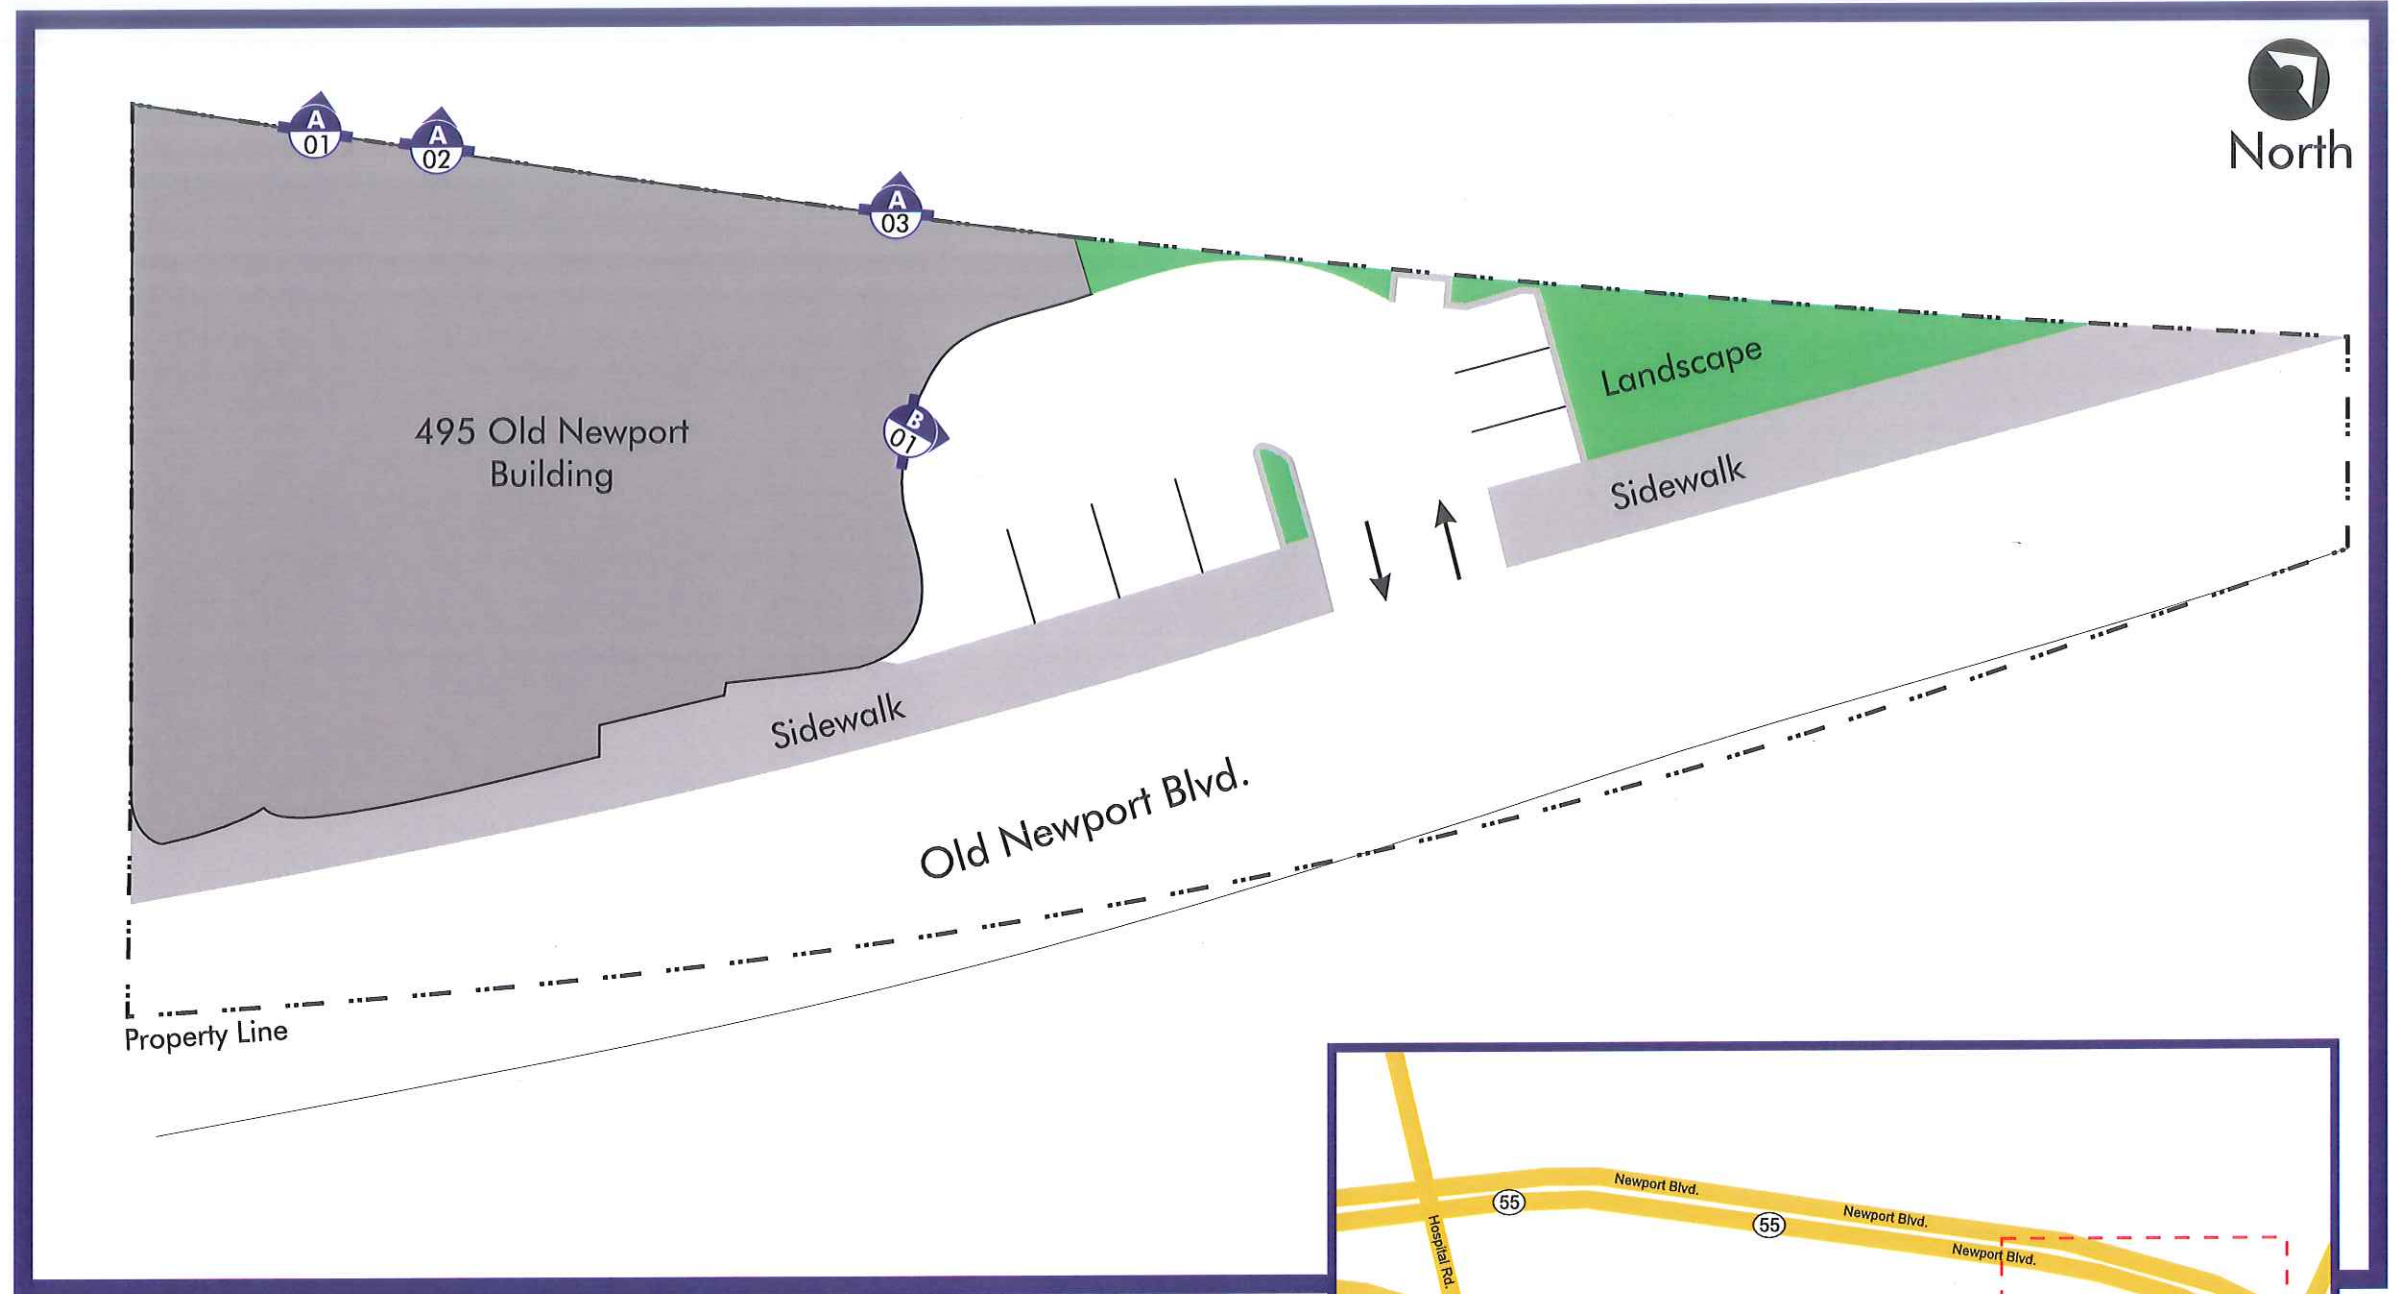 North
A
01
A
02
A
03
B
01
495 Old Newport
Building
Landscape
Sidewalk
Sidewalk
Old Newport Blvd.
Property Line
Newport Blvd.
55
Newport Blvd.
55
Newport Blvd.
Hospital Rd.